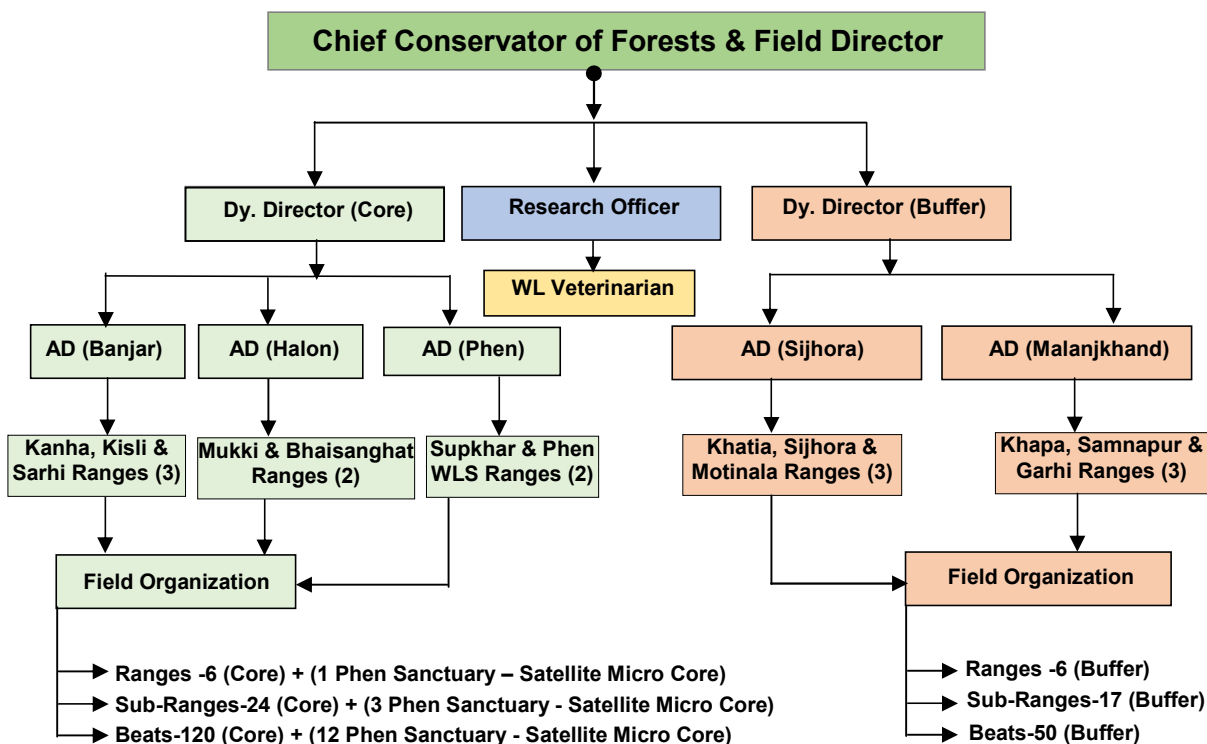 Chief Conservator of Forests & Field Director
Dy. Director (Core)
Research Officer
Dy. Director (Buffer)
WL Veterinarian
AD (Banjar)
AD (Halon)
AD (Phen)
AD (Sijhora)
AD (Malanjkhand)
Kanha, Kisli &
Sarhi Ranges (3)
Mukki & Bhaisanghat
Ranges (2)
Supkhar & Phen
WLS Ranges (2)
Khatia, Sijhora &
Motinala Ranges (3)
Khapa, Samnapur &
Garhi Ranges (3)
Field Organization
Field Organization
Ranges -6 (Core) + (1 Phen Sanctuary – Satellite Micro Core)
Sub-Ranges-24 (Core) + (3 Phen Sanctuary - Satellite Micro Core)
Beats-120 (Core) + (12 Phen Sanctuary - Satellite Micro Core)
Ranges -6 (Buffer)
Sub-Ranges-17 (Buffer)
Beats-50 (Buffer)